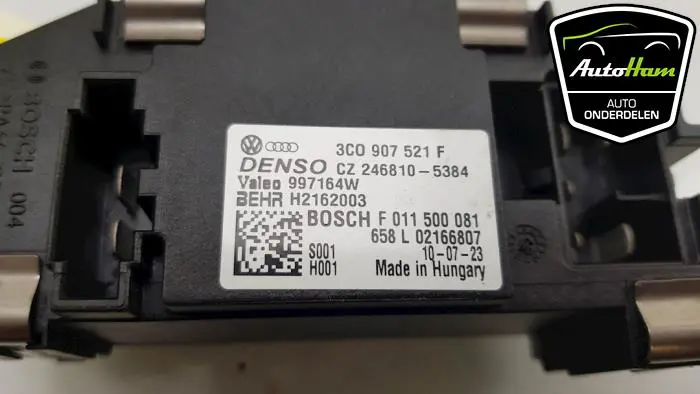 AutoHam
AUTO
ONDERDELEN
3C0 907 521 F
DENSO CZ 246810-5384
Valeo 997164W
BEHR H2162003
BOSCH F 011 500 081
658 L 02166807
S001 10-07-23
H001 Made in Hungary
BOSCH 004